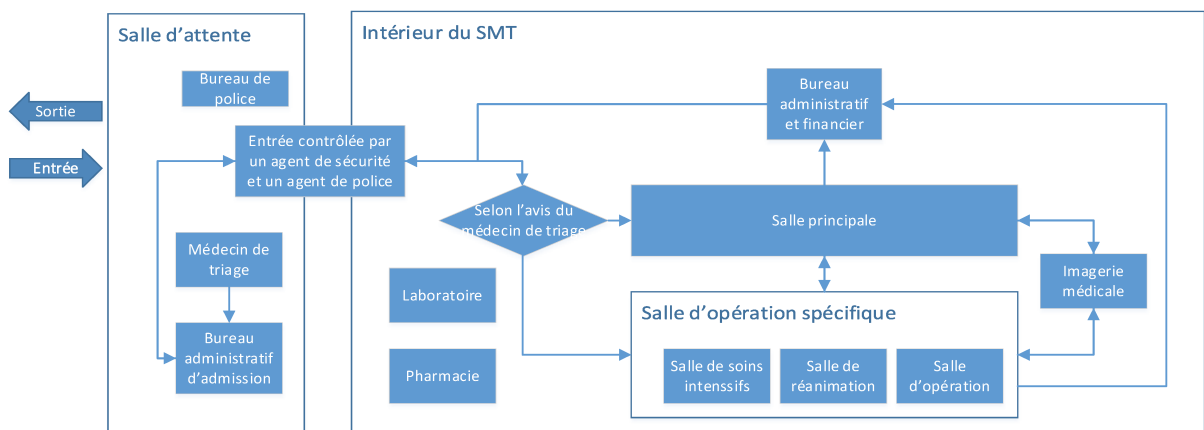 Salle d'attente
Bureau de
police
Sortie
Entrée
Entrée contrôlée par
un agent de sécurité
et un agent de police
Médecin de
triage
Bureau
administratif
d'admission
Intérieur du SMT
Bureau
administratif
et financier
Selon l'avis du
médecin de triage
Salle principale
Imagerie
médicale
Laboratoire
Pharmacie
Salle d'opération spécifique
Salle de soins
intenssifs
Salle de
réanimation
Salle
d'opération